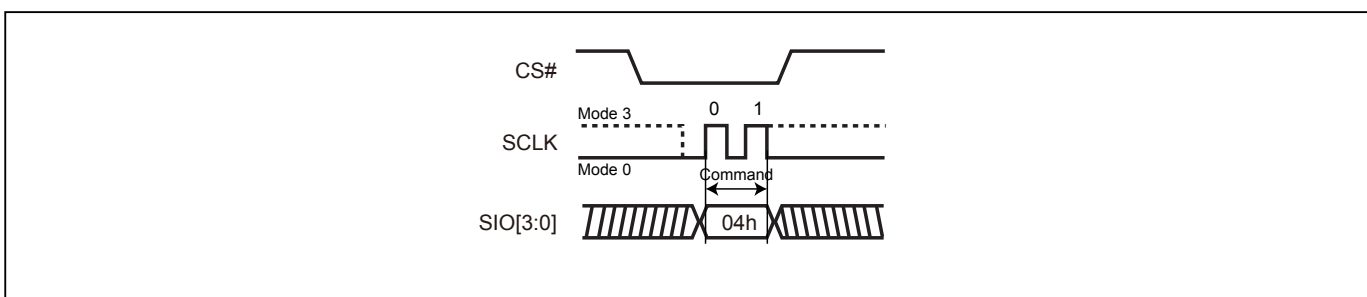 CS#
Mode 3 0 1
SCLK
Mode 0 Command
SIO[3:0] 04h